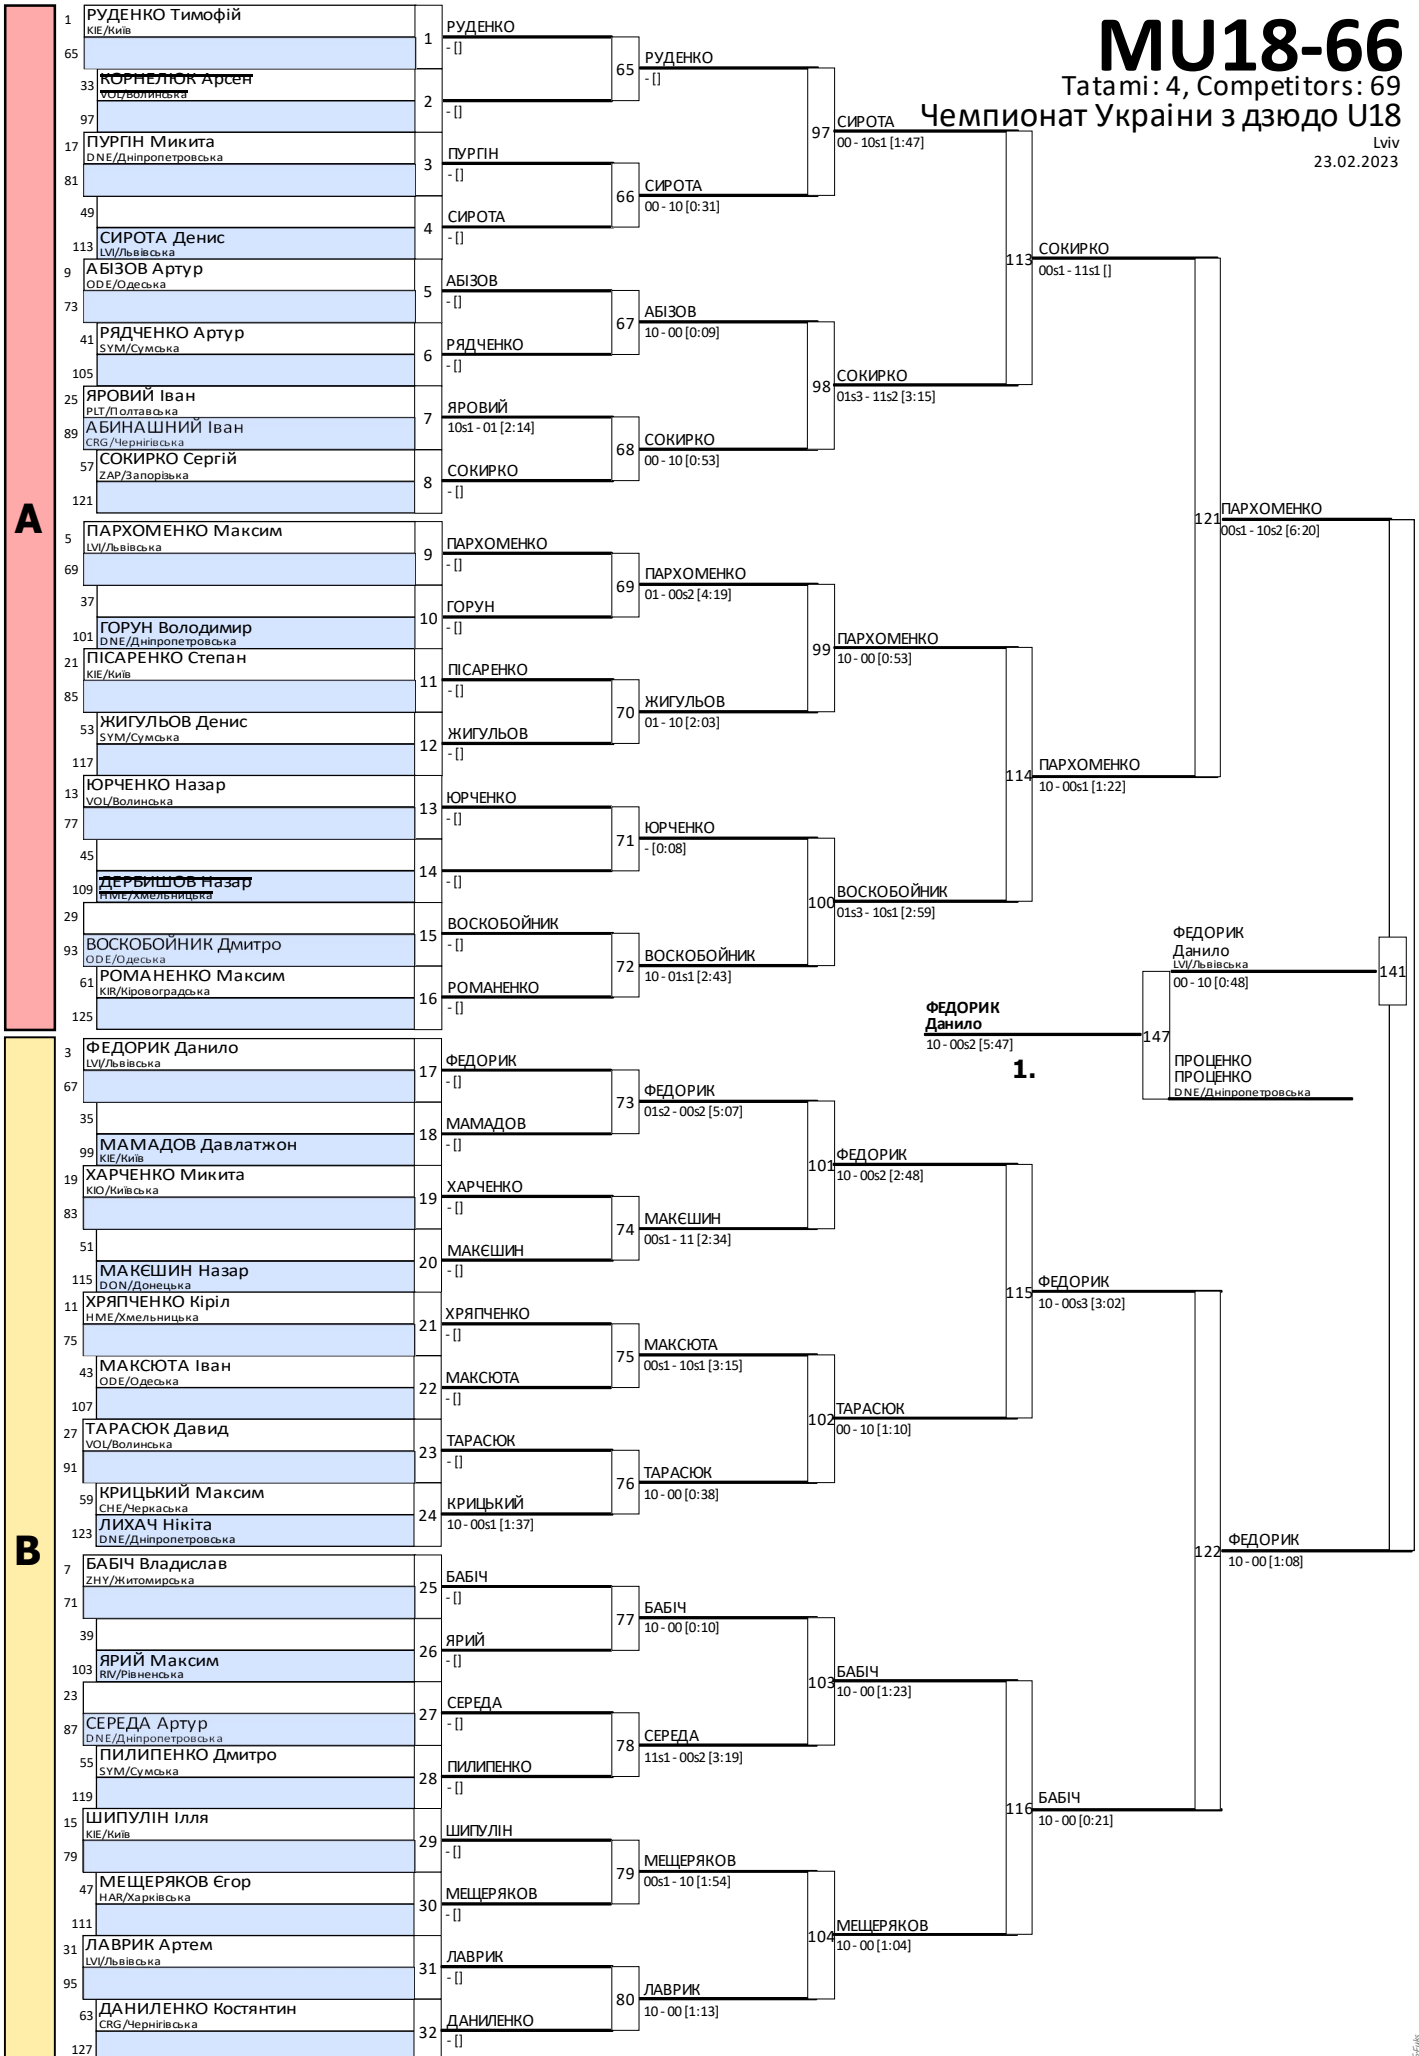 MU18-66
Tatami: 4, Competitors: 69
Чемпионат Украіни з дзюдо U18
Lviv
23.02.2023
A
1 РУДЕНКО Тимофій
KIE/Київ
65
33 КОРНЕЛЮК Арсен
VOL/Волинська
97
17 ПУРГІН Микита
DNE/Дніпропетровська
81
49
113 СИРОТА Денис
LVI/Львівська
9 АБІЗОВ Артур
ODE/Одеська
73
41 РЯДЧЕНКО Артур
SYM/Сумська
105
25 ЯРОВИЙ Іван
PLT/Полтавська
89 АБИНАШНИЙ Іван
CRG/Чернігівська
57 СОКИРКО Сергій
ZAP/Запорізька
121
5 ПАРХОМЕНКО Максим
LVI/Львівська
69
37
101 ГОРУН Володимир
DNE/Дніпропетровська
21 ПІСАРЕНКО Степан
KIE/Київ
85
53 ЖИГУЛЬОВ Денис
SYM/Сумська
117
13 ЮРЧЕНКО Назар
VOL/Волинська
77
45
109 ДЕРБИШОВ Назар
HME/Хмельницька
29
93 ВОСКОБОЙНИК Дмитро
ODE/Одеська
61 РОМАНЕНКО Максим
KIR/Кіровоградська
125
B
3 ФЕДОРИК Данило
LVI/Львівська
67
35
99 МАМАДОВ Давлатжон
KIE/Київ
19 ХАРЧЕНКО Микита
KIO/Київська
83
51
115 МАКЄШИН Назар
DON/Донецька
11 ХРЯПЧЕНКО Кіріл
HME/Хмельницька
75
43 МАКСЮТА Іван
ODE/Одеська
107
27 ТАРАСЮК Давид
VOL/Волинська
91
59 КРИЦЬКИЙ Максим
CHE/Черкаська
123 ЛИХАЧ Нікіта
DNE/Дніпропетровська
7 БАБІЧ Владислав
ZHY/Житомирська
71
39
103 ЯРИЙ Максим
RIV/Рівненська
23
87 СЕРЕДА Артур
DNE/Дніпропетровська
55 ПИЛИПЕНКО Дмитро
SYM/Сумська
119
15 ШИПУЛІН Ілля
KIE/Київ
79
47 МЕЩЕРЯКОВ Єгор
HAR/Харківська
111
31 ЛАВРИК Артем
LVI/Львівська
95
63 ДАНИЛЕНКО Костянтин
CRG/Чернігівська
127
1 РУДЕНКО
- []
2
- []
3 ПУРГІН
- []
4 СИРОТА
- []
5 АБІЗОВ
- []
6 РЯДЧЕНКО
- []
7 ЯРОВИЙ
10s1 - 01 [2:14]
8 СОКИРКО
- []
9 ПАРХОМЕНКО
- []
10 ГОРУН
- []
11 ПІСАРЕНКО
- []
12 ЖИГУЛЬОВ
- []
13 ЮРЧЕНКО
- []
14
- []
15 ВОСКОБОЙНИК
- []
16 РОМАНЕНКО
- []
17 ФЕДОРИК
- []
18 МАМАДОВ
- []
19 ХАРЧЕНКО
- []
20 МАКЄШИН
- []
21 ХРЯПЧЕНКО
- []
22 МАКСЮТА
- []
23 ТАРАСЮК
- []
24 КРИЦЬКИЙ
10 - 00s1 [1:37]
25 БАБІЧ
- []
26 ЯРИЙ
- []
27 СЕРЕДА
- []
28 ПИЛИПЕНКО
- []
29 ШИПУЛІН
- []
30 МЕЩЕРЯКОВ
- []
31 ЛАВРИК
- []
32 ДАНИЛЕНКО
- []
65 РУДЕНКО
- []
66 СИРОТА
00 - 10 [0:31]
67 АБІЗОВ
10 - 00 [0:09]
68 СОКИРКО
00 - 10 [0:53]
69 ПАРХОМЕНКО
01 - 00s2 [4:19]
70 ЖИГУЛЬОВ
01 - 10 [2:03]
71 ЮРЧЕНКО
- [0:08]
72 ВОСКОБОЙНИК
10 - 01s1 [2:43]
73 ФЕДОРИК
01s2 - 00s2 [5:07]
74 МАКЄШИН
00s1 - 11 [2:34]
75 МАКСЮТА
00s1 - 10s1 [3:15]
76 ТАРАСЮК
10 - 00 [0:38]
77 БАБІЧ
10 - 00 [0:10]
78 СЕРЕДА
11s1 - 00s2 [3:19]
79 МЕЩЕРЯКОВ
00s1 - 10 [1:54]
80 ЛАВРИК
10 - 00 [1:13]
97 СИРОТА
00 - 10s1 [1:47]
98 СОКИРКО
01s3 - 11s2 [3:15]
99 ПАРХОМЕНКО
10 - 00 [0:53]
100 ВОСКОБОЙНИК
01s3 - 10s1 [2:59]
101 ФЕДОРИК
10 - 00s2 [2:48]
102 ТАРАСЮК
00 - 10 [1:10]
103 БАБІЧ
10 - 00 [1:23]
104 МЕЩЕРЯКОВ
10 - 00 [1:04]
113 СОКИРКО
00s1 - 11s1 []
114 ПАРХОМЕНКО
10 - 00s1 [1:22]
115 ФЕДОРИК
10 - 00s3 [3:02]
116 БАБІЧ
10 - 00 [0:21]
121 ПАРХОМЕНКО
00s1 - 10s2 [6:20]
122 ФЕДОРИК
10 - 00 [1:08]
141
ФЕДОРИК
Данило
LVI/Львівська
00 - 10 [0:48]
147
ПРОЦЕНКО
ПРОЦЕНКО
DNE/Дніпропетровська
ФЕДОРИК
Данило
10 - 00s2 [5:47]
1.